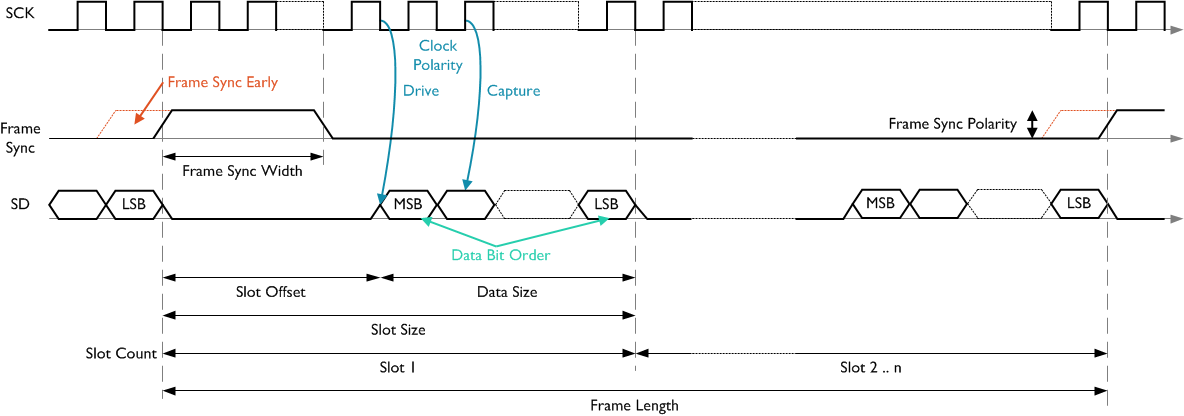 SCK
Clock
Polarity
Frame Sync Early
Drive
Capture
Frame
Sync
Frame Sync Polarity
Frame Sync Width
SD
LSB
MSB
LSB
MSB
LSB
Data Bit Order
Slot Offset
Data Size
Slot Size
Slot Count
Slot 1
Slot 2 .. n
Frame Length